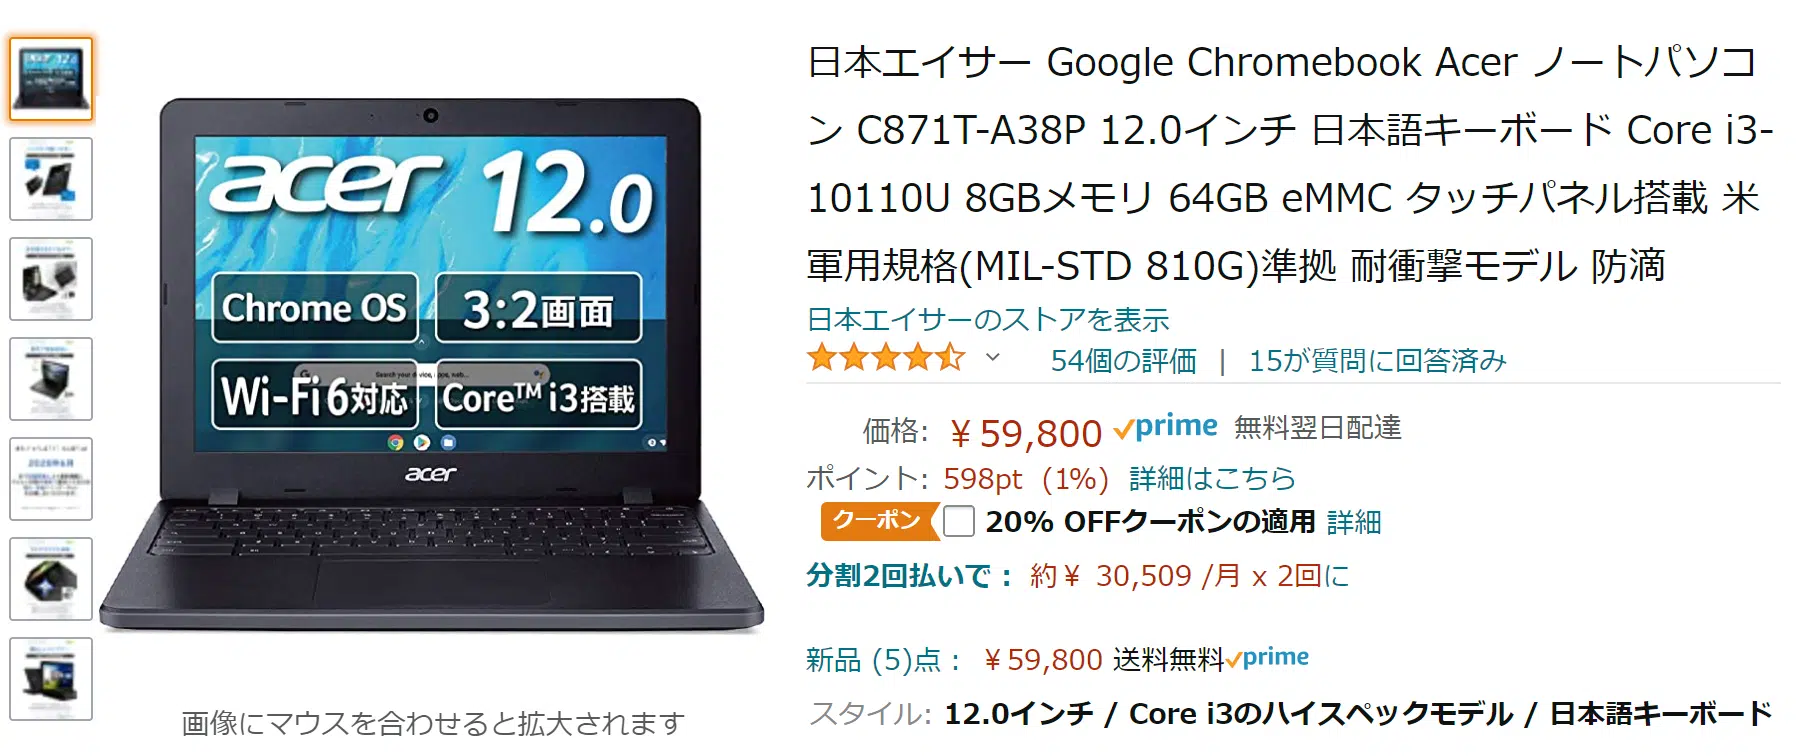 acer 12.0
Chrome OS
3:2画面
Wi-Fi 6対応
Core™ i3搭載
acer
画像にマウスを合わせると拡大されます
日本エイサー Google Chromebook Acer ノートパソコ
ン C871T-A38P 12.0インチ 日本語キーボード Core i3-
10110U 8GBメモリ 64GB eMMC タッチパネル搭載 米
軍用規格(MIL-STD 810G)準拠 耐衝撃モデル 防滴
日本エイサーのストアを表示
54個の評価 | 15が質問に回答済み
価格: ¥59,800 prime 無料翌日配達
ポイント: 598pt (1%) 詳細はこちら
クーポン 20% OFFクーポンの適用 詳細
分割2回払いで: 約¥ 30,509 /月 x 2回に
新品 (5)点: ¥59,800 送料無料 prime
スタイル: 12.0インチ / Core i3のハイスペックモデル / 日本語キーボード